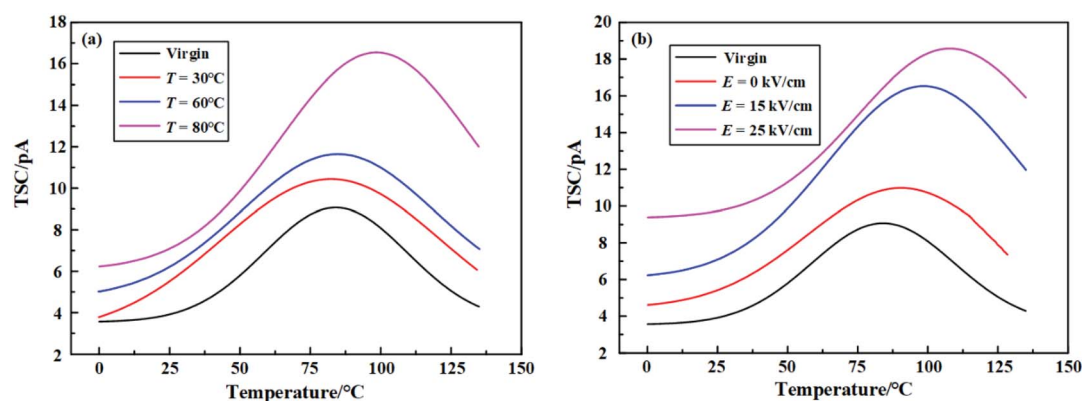 (a)
Virgin
T = 30°C
T = 60°C
T = 80°C
TSC/pA
18
16
14
12
10
8
6
4
2
0
25
50
75
100
125
150
Temperature/°C
(b)
Virgin
E = 0 kV/cm
E = 15 kV/cm
E = 25 kV/cm
TSC/pA
20
18
16
14
12
10
8
6
4
2
0
25
50
75
100
125
150
Temperature/°C